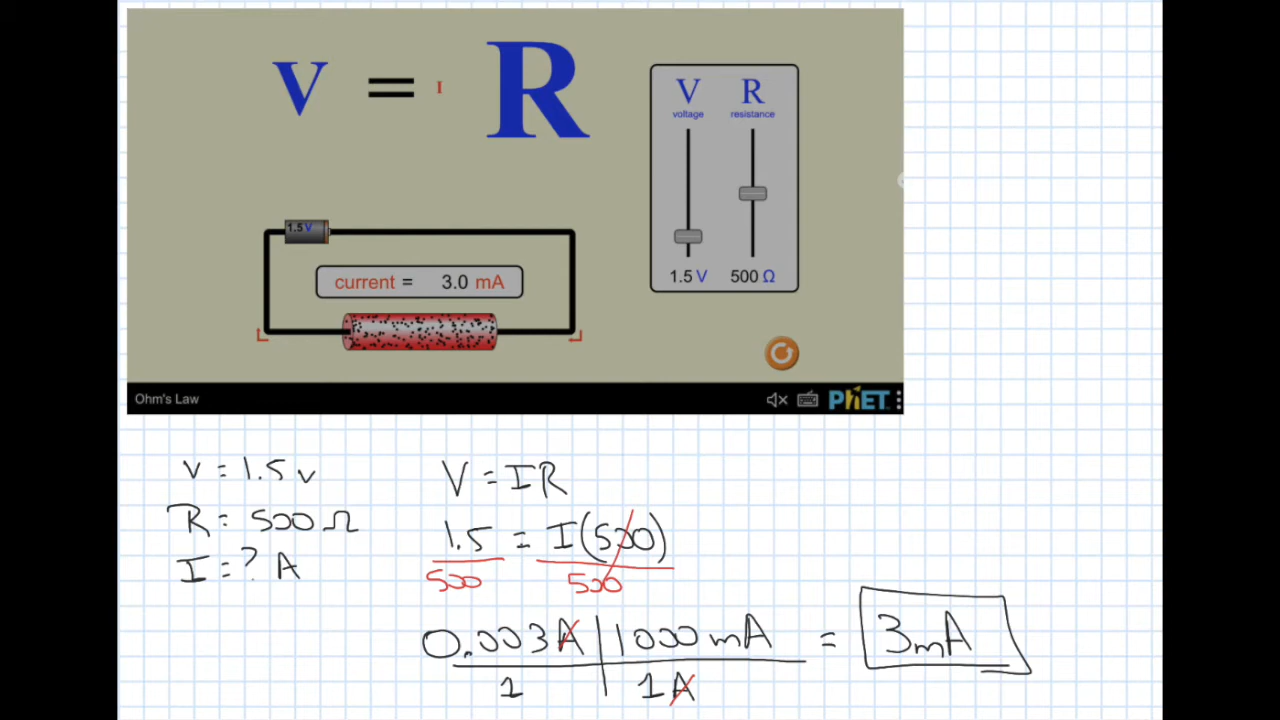 V = I R
V R
voltage resistance
1.5 V 500 Ω
1.5 V
current = 3.0 mA
Ohm's Law PhET
v = 1.5 v
R = 500 Ω
I = ? A
V = IR
1.5 = I(500)
500 500
0.003A | 1000 mA = 3mA
1 1A